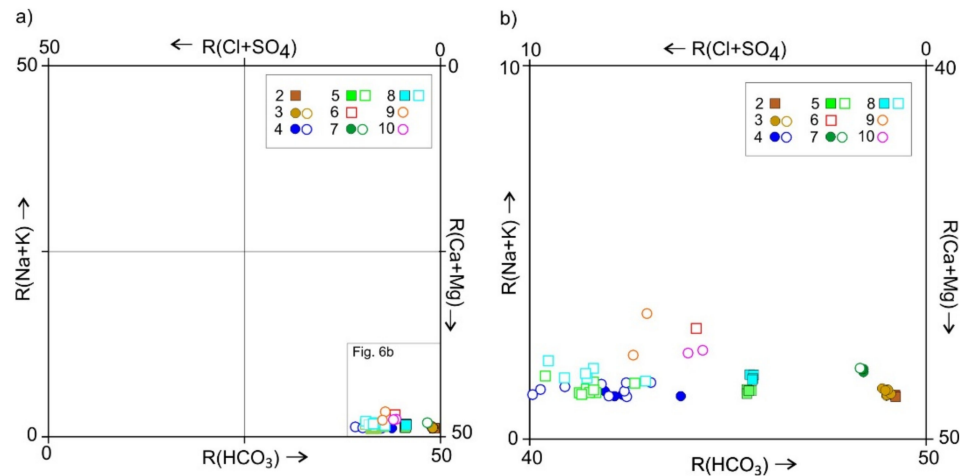 a)
50
← R(Cl+SO₄)
0
50
0
2 5 8
3 6 9
4 7 10
R(Na+K) →
R(Ca+Mg) →
Fig. 6b
0
50
0
R(HCO₃) →
50
b)
10
← R(Cl+SO₄)
0
10
40
2 5 8
3 6 9
4 7 10
R(Na+K) →
R(Ca+Mg) →
0
50
40
R(HCO₃) →
50